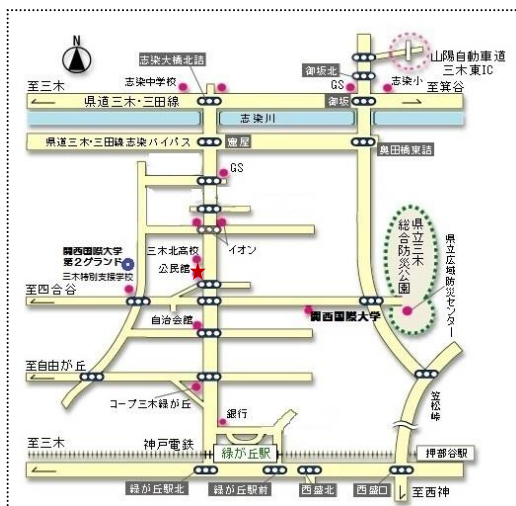 N
志染大橋北詰
御坂北
山陽自動車道
三木東IC
至三木
志染中学校
GS
志染小
至箕谷
県道三木・三田線
御坂
志染川
県道三木・三田線 志染バイパス
窟屋
奥田橋東詰
GS
イオン
三木北高校
公民館
関西国際大学
第2グランド
三木特別支援学校
県立三木
総合防災公園
県立広域防災センター
至四合谷
関西国際大学
自治会館
至自由が丘
コープ三木緑が丘
笠松峠
銀行
至三木
神戸電鉄
緑が丘駅
押部谷駅
緑が丘駅北
緑が丘駅前
西盛北
西盛口
至西神